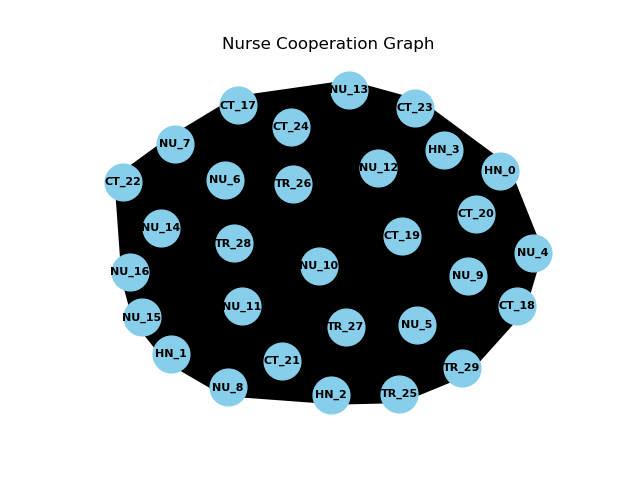 Nurse Cooperation Graph
NU_13
CT_17
CT_23
CT_24
NU_7
HN_3
NU_12
HN_0
CT_22
NU_6
TR_26
CT_20
NU_14
CT_19
TR_28
NU_4
NU_10
NU_16
NU_9
NU_11
CT_18
NU_15
TR_27
NU_5
HN_1
CT_21
TR_29
NU_8
HN_2
TR_25